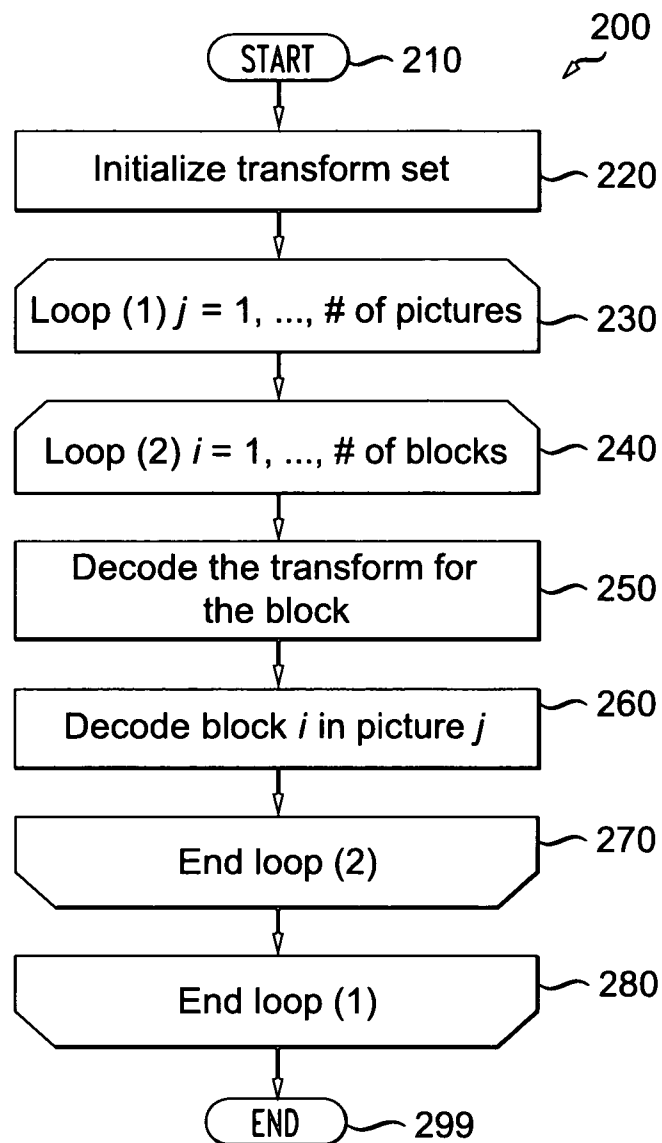 200
START 210
Initialize transform set 220
Loop (1) j = 1, ..., # of pictures 230
Loop (2) i = 1, ..., # of blocks 240
Decode the transform for
the block 250
Decode block i in picture j 260
End loop (2) 270
End loop (1) 280
END 299